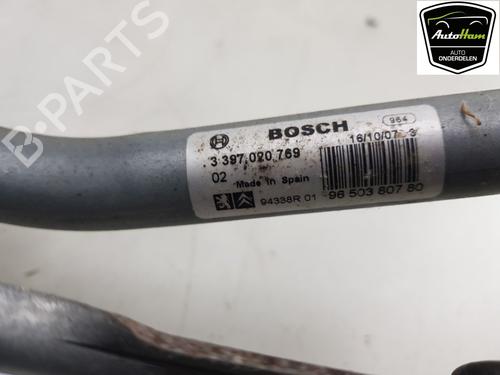 AutoHam
AUTO
ONDERDELEN
B-PARTS
964
BOSCH
16/10/07 3
3 397 020 769
02
Made in Spain
94338R 01
96 503 807 80